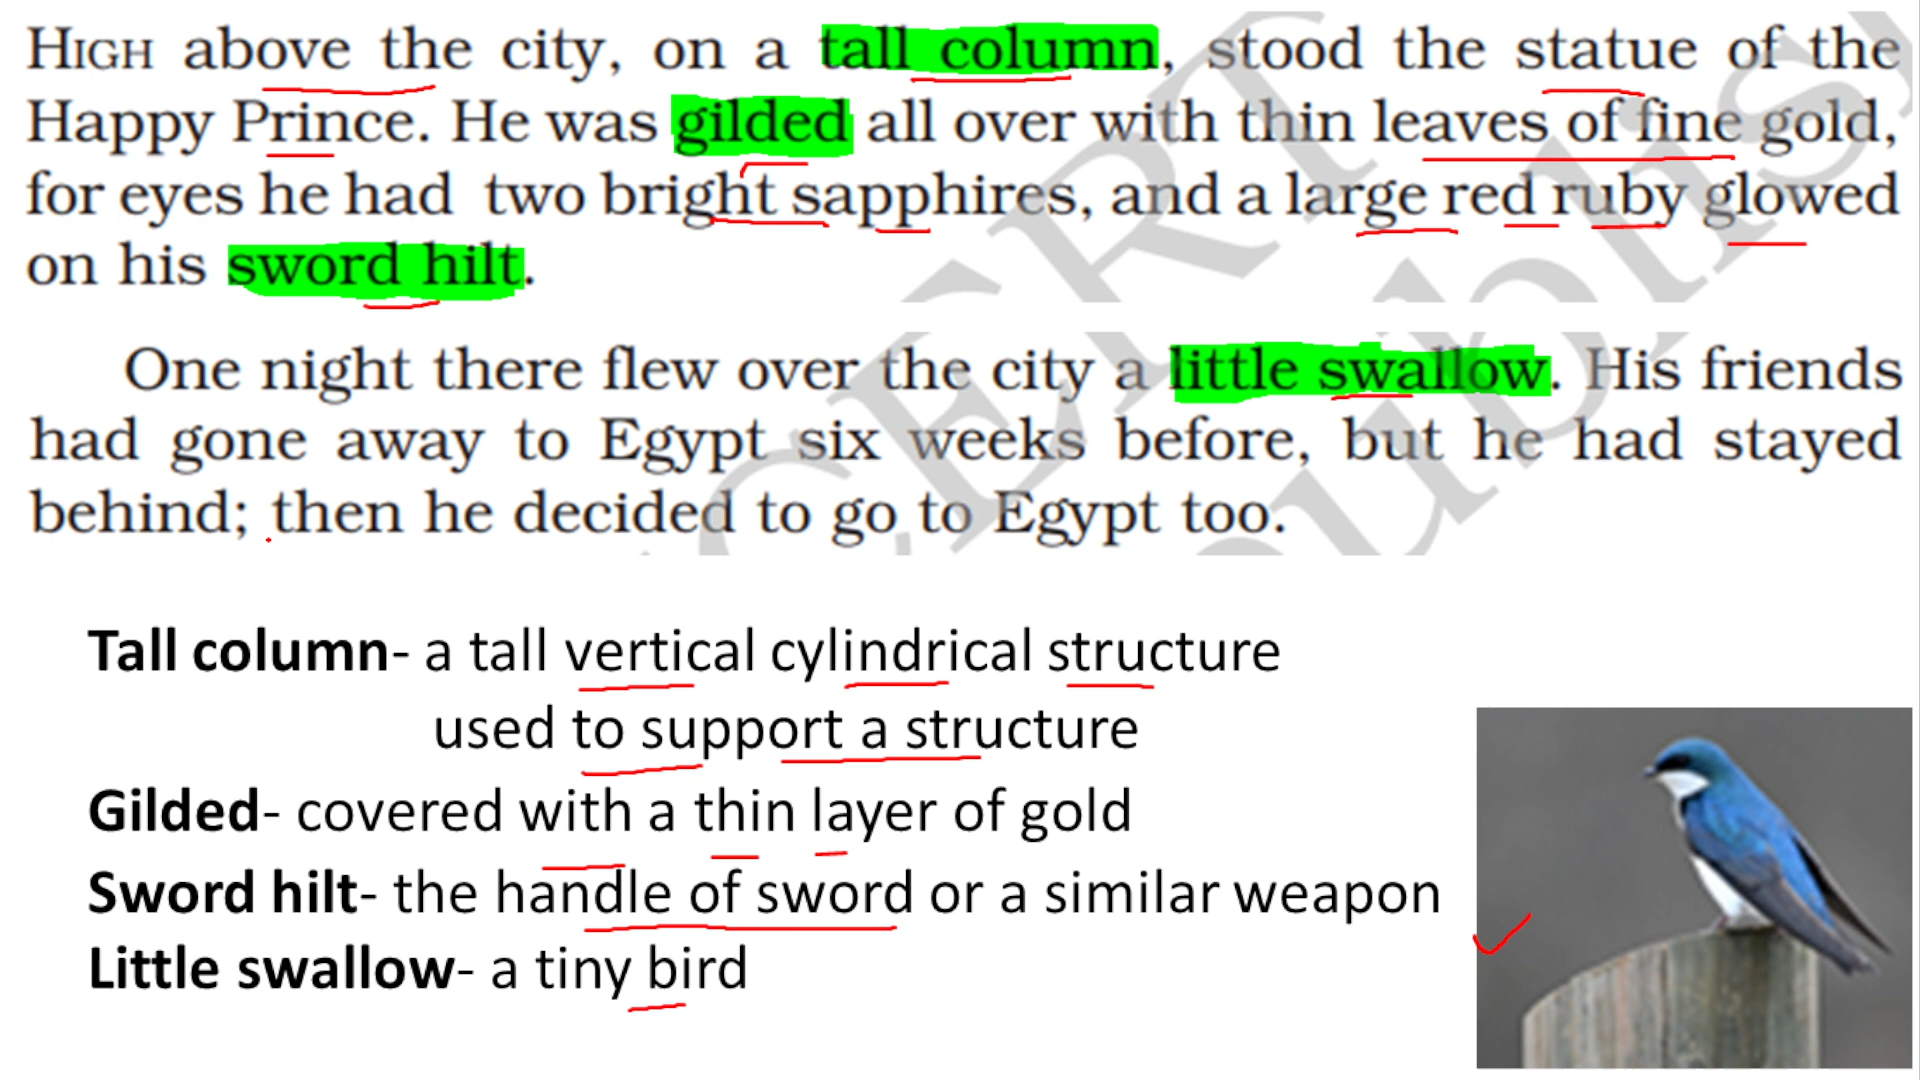 HIGH above the city, on a tall column, stood the statue of the
Happy Prince. He was gilded all over with thin leaves of fine gold,
for eyes he had two bright sapphires, and a large red ruby glowed
on his sword hilt.
One night there flew over the city a little swallow. His friends
had gone away to Egypt six weeks before, but he had stayed
behind; then he decided to go to Egypt too.
Tall column- a tall vertical cylindrical structure
used to support a structure
Gilded- covered with a thin layer of gold
Sword hilt- the handle of sword or a similar weapon
Little swallow- a tiny bird